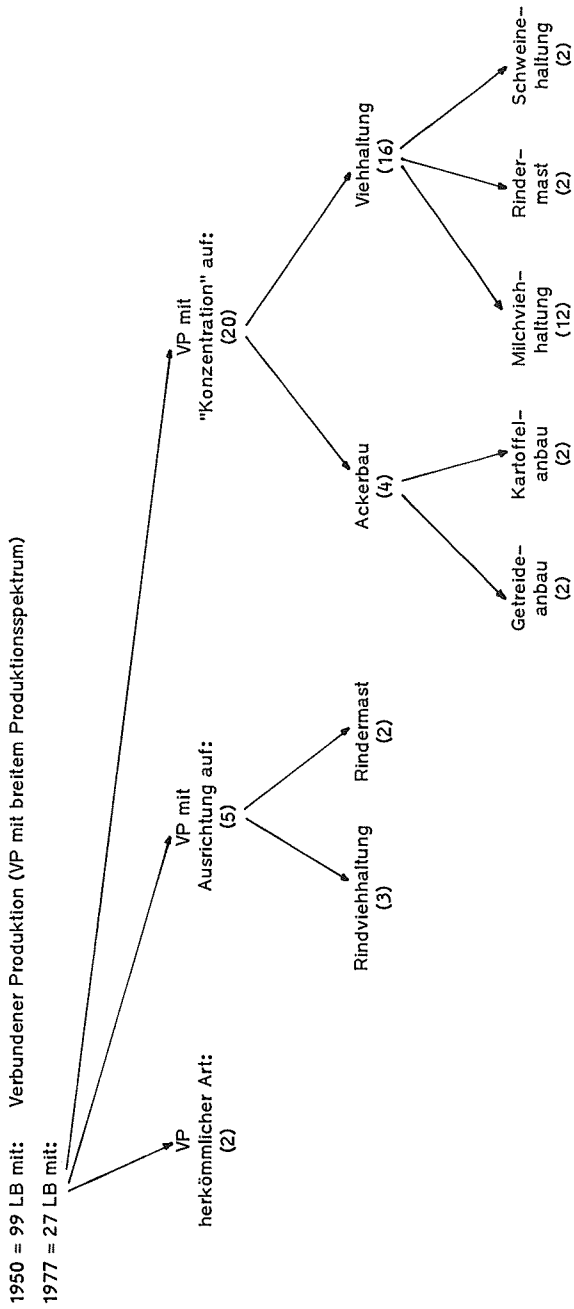 1950 = 99 LB mit: Verbundener Produktion (VP mit breitem Produktionsspektrum)
1977 = 27 LB mit:
VP
herkömmlicher Art:
(2)
VP mit
Ausrichtung auf:
(5)
Rindviehhaltung
(3)
Rindermast
(2)
VP mit
"Konzentration" auf:
(20)
Ackerbau
(4)
Getreide-
anbau
(2)
Kartoffel-
anbau
(2)
Viehhaltung
(16)
Milchvieh-
haltung
(12)
Rinder-
mast
(2)
Schweine-
haltung
(2)